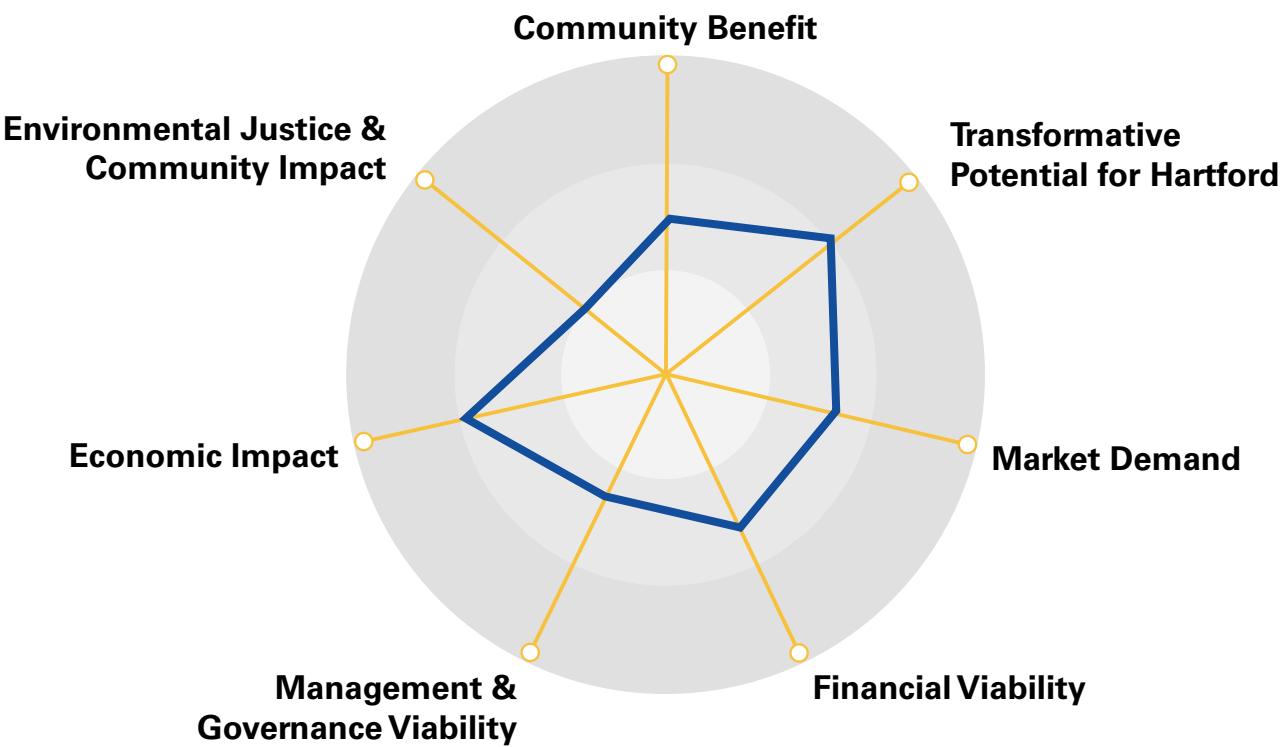 Community Benefit
Environmental Justice &
Community Impact
Transformative
Potential for Hartford
Economic Impact
Market Demand
Management &
Governance Viability
Financial Viability